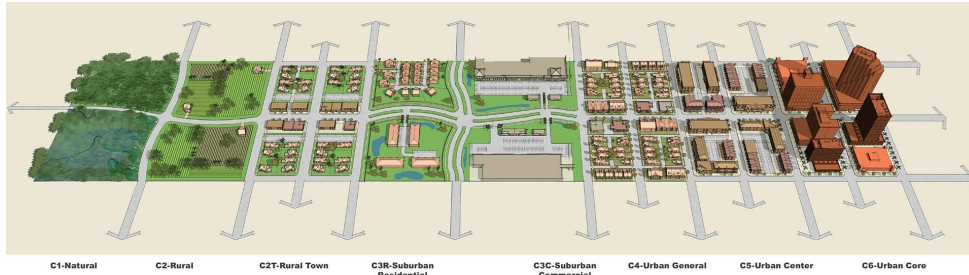 C1-Natural C2-Rural C2T-Rural Town C3R-Suburban C3C-Suburban C4-Urban General C5-Urban Center C6-Urban Core
Residential Commercial